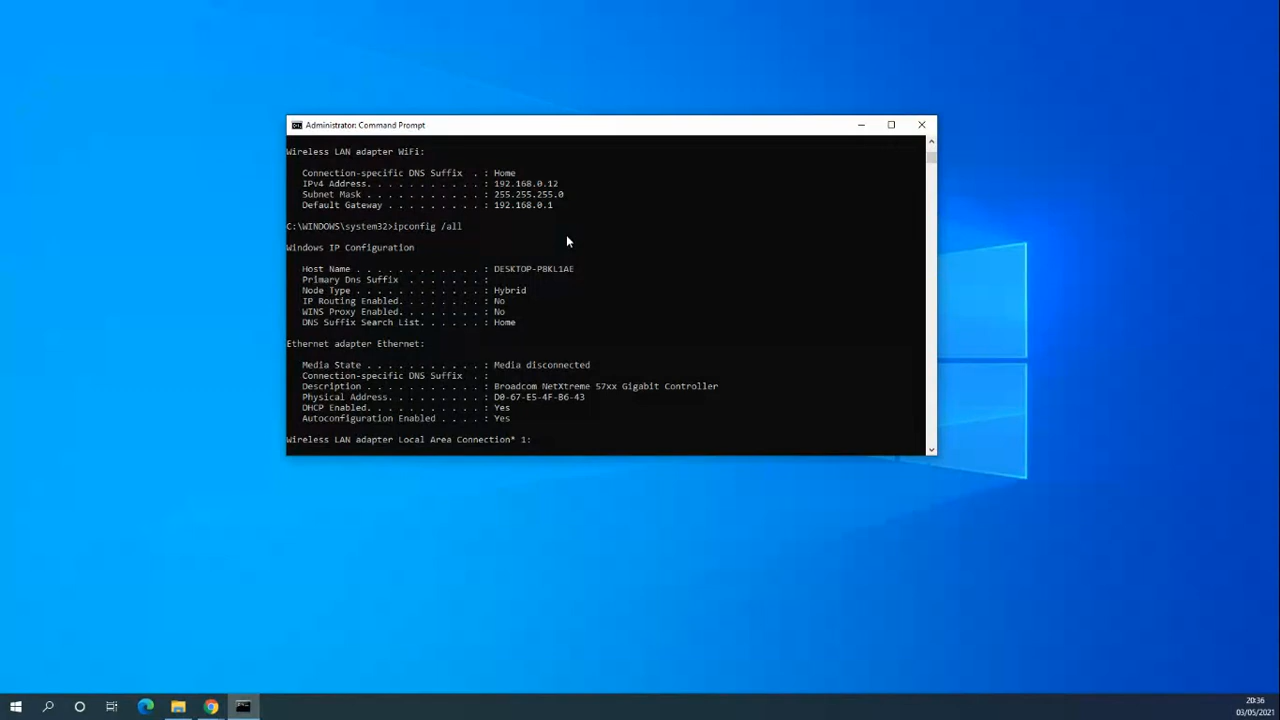 Administrator: Command Prompt
Wireless LAN adapter WiFi:
Connection-specific DNS Suffix . : Home
IPv4 Address. . . . . . . . . . . : 192.168.0.12
Subnet Mask . . . . . . . . . . . : 255.255.255.0
Default Gateway . . . . . . . . . : 192.168.0.1
C:\WINDOWS\system32>ipconfig /all
Windows IP Configuration
Host Name . . . . . . . . . . . . : DESKTOP-P8KL1AE
Primary Dns Suffix . . . . . . . :
Node Type . . . . . . . . . . . . : Hybrid
IP Routing Enabled. . . . . . . . : No
WINS Proxy Enabled. . . . . . . . : No
DNS Suffix Search List. . . . . . : Home
Ethernet adapter Ethernet:
Media State . . . . . . . . . . . : Media disconnected
Connection-specific DNS Suffix . :
Description . . . . . . . . . . . : Broadcom NetXtreme 57xx Gigabit Controller
Physical Address. . . . . . . . . : D0-67-E5-4F-B6-43
DHCP Enabled. . . . . . . . . . . : Yes
Autoconfiguration Enabled . . . . : Yes
Wireless LAN adapter Local Area Connection* 1:
20:36
03/05/2021